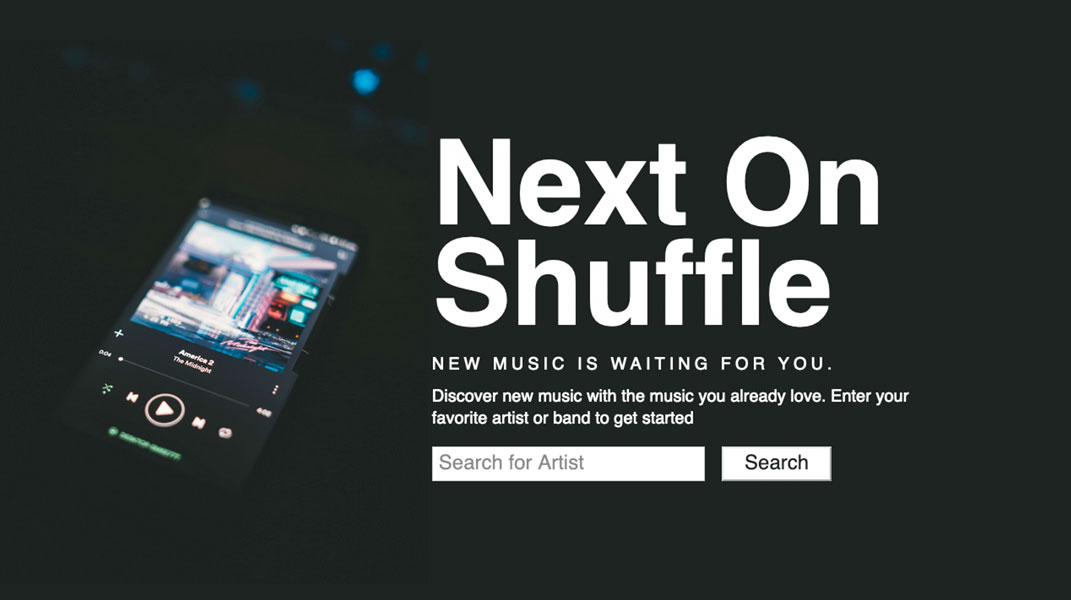 Next On
Shuffle
NEW MUSIC IS WAITING FOR YOU.
Discover new music with the music you already love. Enter your
favorite artist or band to get started
Search for Artist
Search
America 2
The Midnight
0:04
4:08